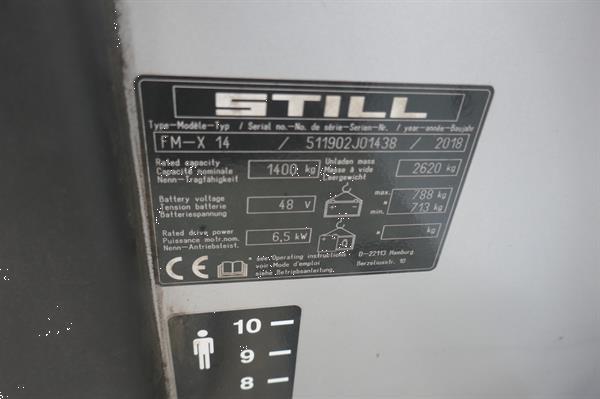 STILL
Type-Modèle-Typ / Serial no.-No. de série-Serien-Nr. / year-année-Baujahr
FM-X 14 / 511902J01438 / 2018
Rated capacity
Capacité nominale
Nenn-Tragfähigkeit
1400 kg
Unladen mass
Masse à vide
Leergewicht
2620 kg
Battery voltage
Tension batterie
Batteriespannung
48 V
max. 788 kg
*
min. 713 kg
Rated drive power
Puissance motr.nom.
Nenn-Antriebsleist.
6,5 kW
* kg
CE
* see Operating instructions
voir Mode d'emploi
siehe Betriebsanleitung.
D-22113 Hamburg
Berzeliusstr. 10
10
9
8